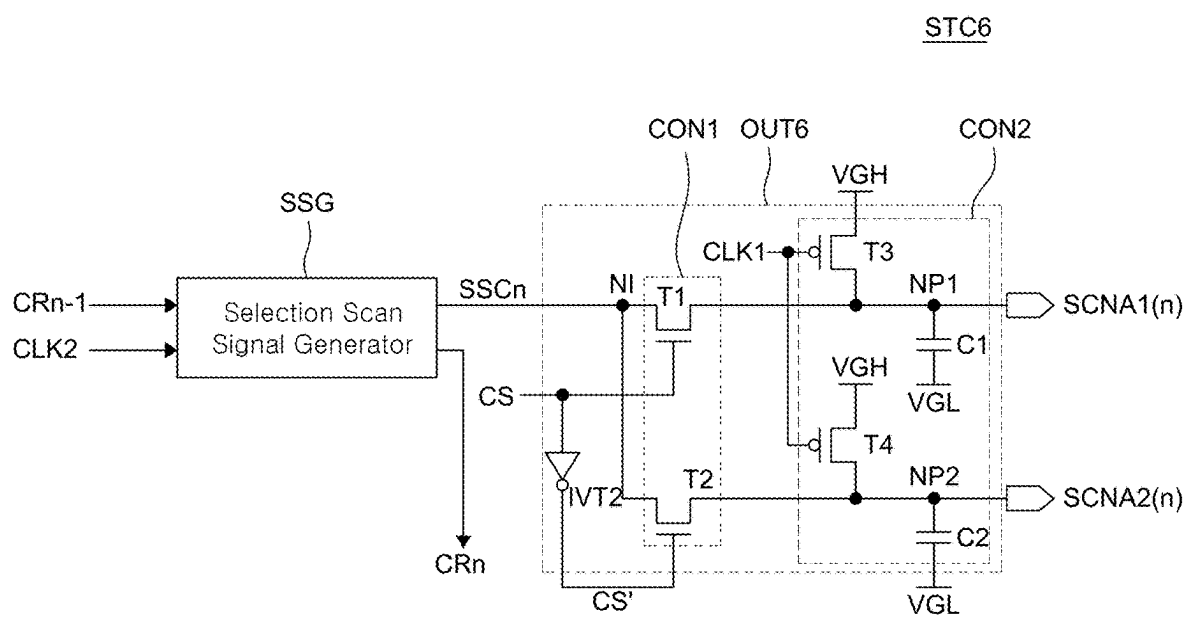 STC6
CON1
OUT6
CON2
SSG
VGH
CLK1
T3
CRn-1
CLK2
Selection Scan
Signal Generator
SSCn
NI
T1
NP1
SCNA1(n)
C1
VGL
CS
VGH
T4
IVT2
T2
NP2
SCNA2(n)
C2
CRn
CS'
VGL